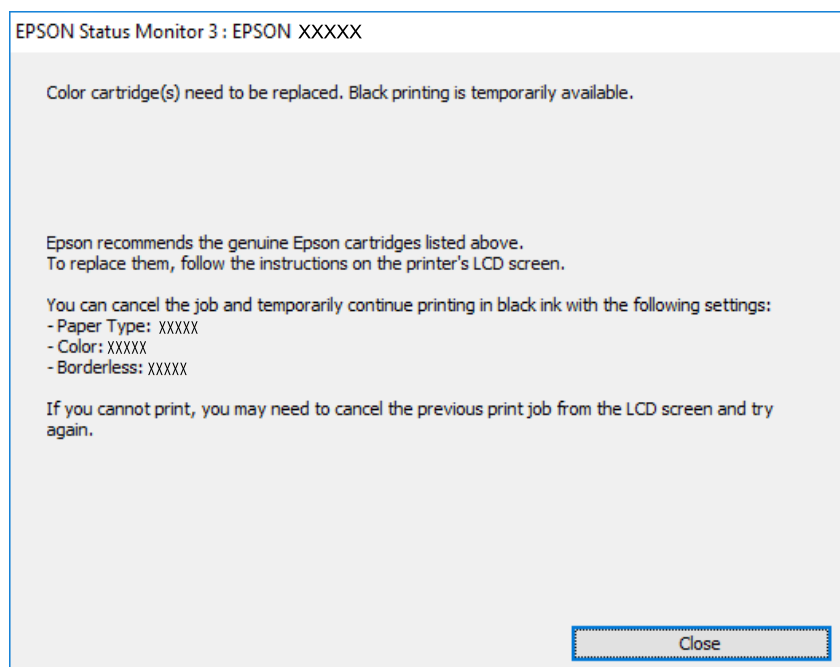 EPSON Status Monitor 3 : EPSON XXXXX
Color cartridge(s) need to be replaced. Black printing is temporarily available.
Epson recommends the genuine Epson cartridges listed above.
To replace them, follow the instructions on the printer's LCD screen.
You can cancel the job and temporarily continue printing in black ink with the following settings:
- Paper Type: XXXXX
- Color: XXXXX
- Borderless: XXXXX
If you cannot print, you may need to cancel the previous print job from the LCD screen and try
again.
Close